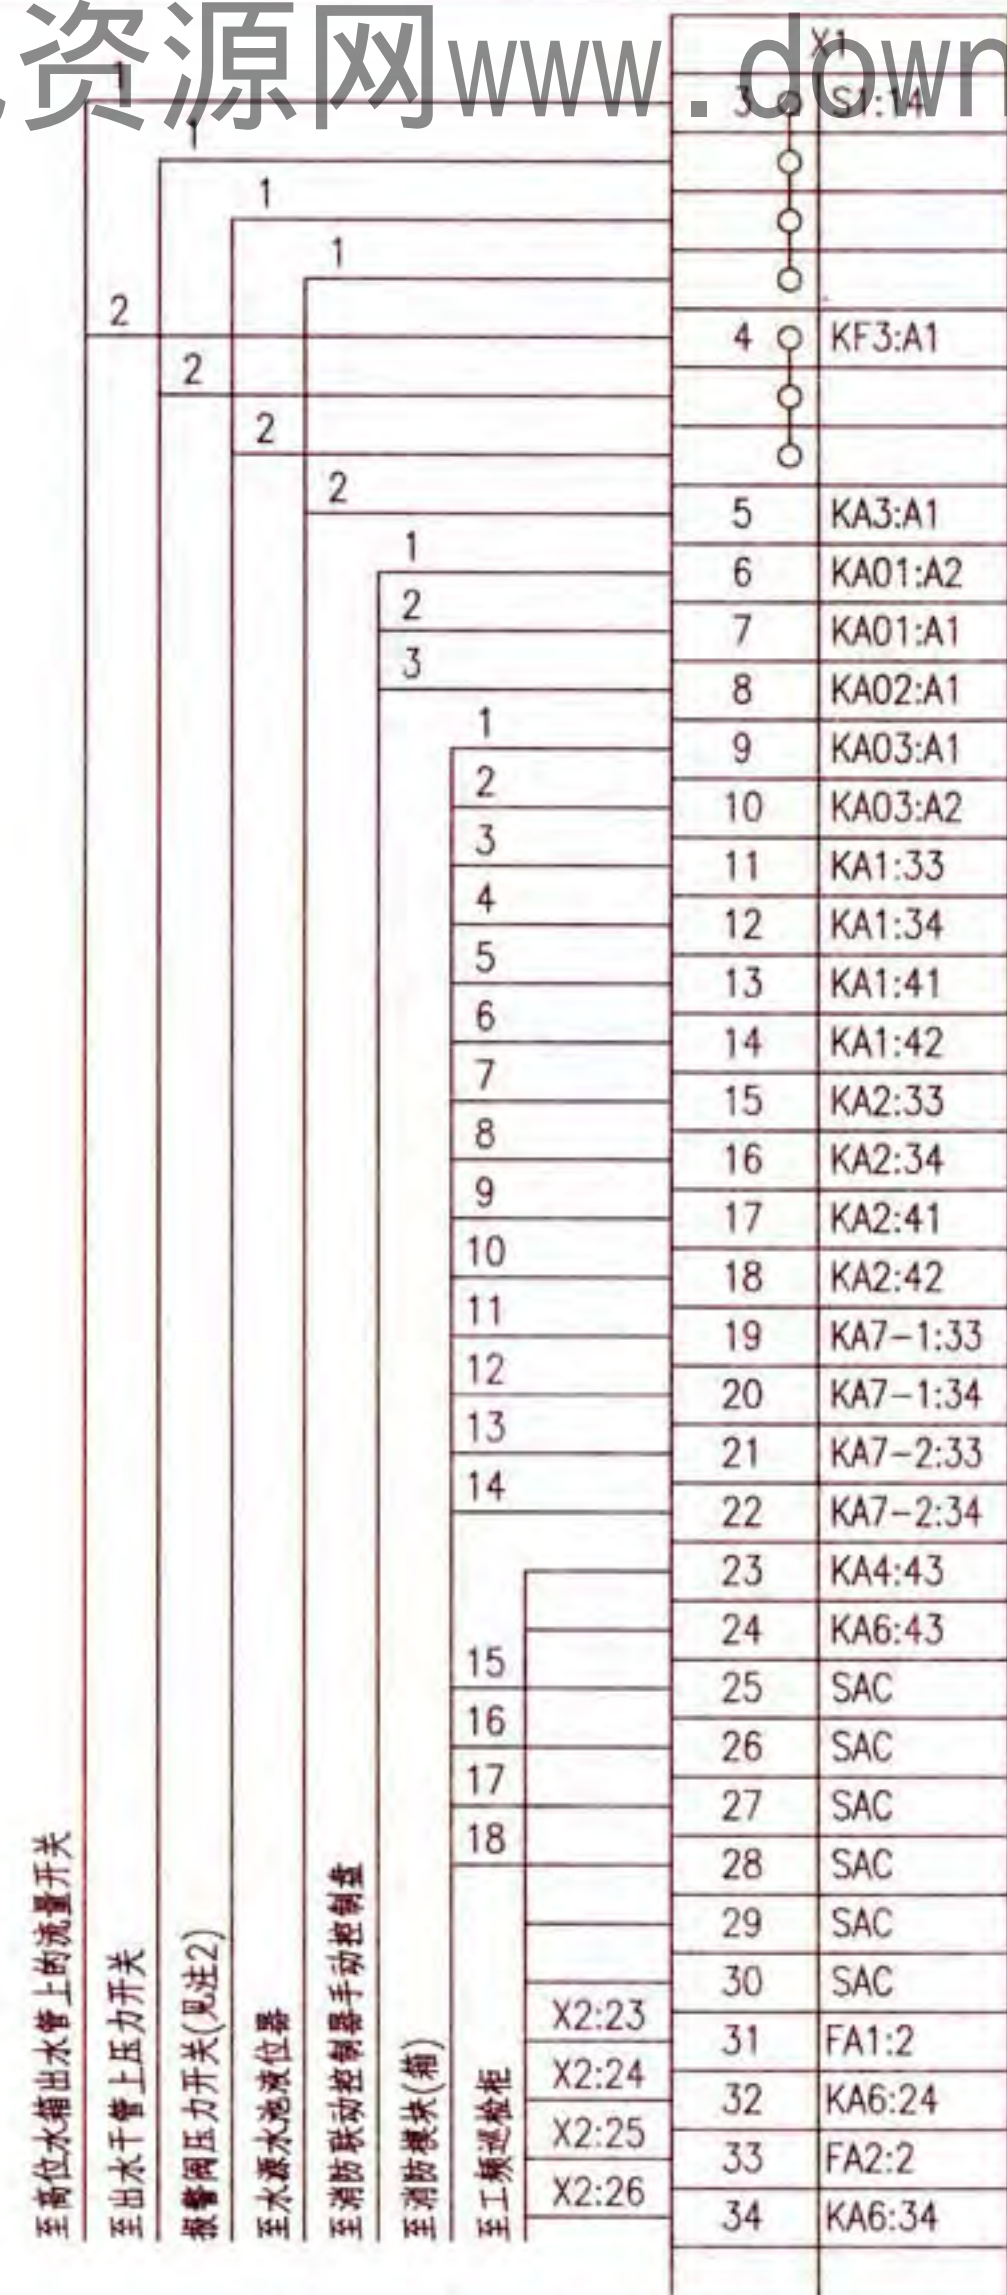 资源网www.down
X1
1
3 S1:14
1
1
1
2
4 KF3:A1
2
2
2
5 KA3:A1
1
6 KA01:A2
2
7 KA01:A1
3
8 KA02:A1
1
9 KA03:A1
2
10 KA03:A2
3
11 KA1:33
4
12 KA1:34
5
13 KA1:41
6
14 KA1:42
7
15 KA2:33
8
16 KA2:34
9
17 KA2:41
10
18 KA2:42
11
19 KA7-1:33
12
20 KA7-1:34
13
21 KA7-2:33
14
22 KA7-2:34
23 KA4:43
24 KA6:43
15
25 SAC
16
26 SAC
17
27 SAC
18
28 SAC
29 SAC
30 SAC
X2:23
31 FA1:2
X2:24
32 KA6:24
X2:25
33 FA2:2
X2:26
34 KA6:34
至高位水箱出水管上的流量开关
至出水干管上压力开关
报警阀压力开关(见注2)
至水源水池液位器
至消防联动控制器手动控制盘
至消防模块(箱)
至工频巡检柜